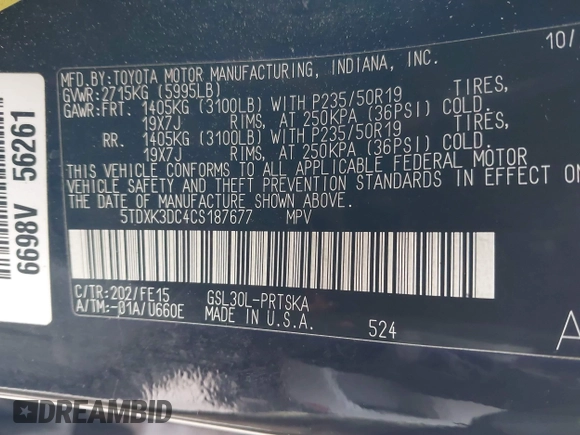 10/
MFD.BY:TOYOTA MOTOR MANUFACTURING, INDIANA, INC.
GVWR:2715KG (5995LB)
GAWR:FRT. 1405KG (3100LB) WITH P235/50R19 TIRES,
19X7J RIMS, AT 250KPA (36PSI) COLD.
RR. 1405KG (3100LB) WITH P235/50R19 TIRES,
19X7J RIMS, AT 250KPA (36PSI) COLD.
THIS VEHICLE CONFORMS TO ALL APPLICABLE FEDERAL MOTOR
VEHICLE SAFETY AND THEFT PREVENTION STANDARDS IN EFFECT ON
THE DATE OF MANUFACTURE SHOWN ABOVE.
5TDXK3DC4CS187677 MPV
C/TR:202/FE15 GSL30L-PRTSKA
A/TM:-01A/U660E MADE IN U.S.A. 524
A
6698V 56261
DREAMBID